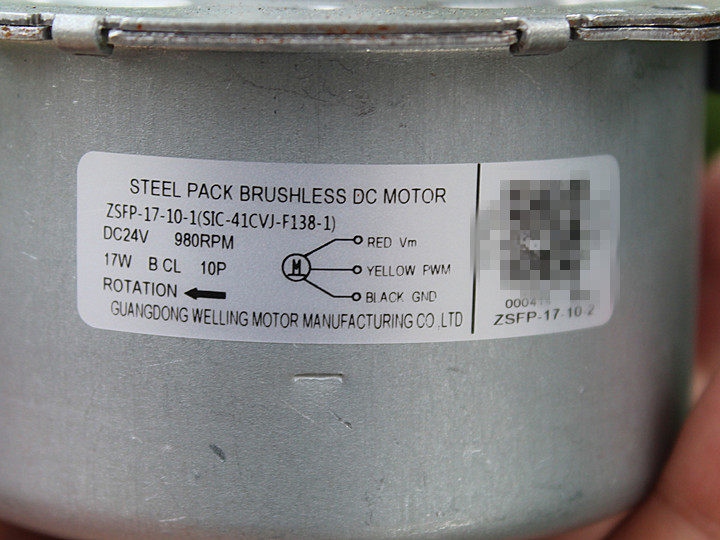 STEEL PACK BRUSHLESS DC MOTOR
ZSFP-17-10-1(SIC-41CVJ-F138-1)
DC24V 980RPM
17W B CL 10P
ROTATION
M
RED Vm
YELLOW PWM
BLACK GND
GUANGDONG WELLING MOTOR MANUFACTURING CO.,LTD
ZSFP-17-10-2